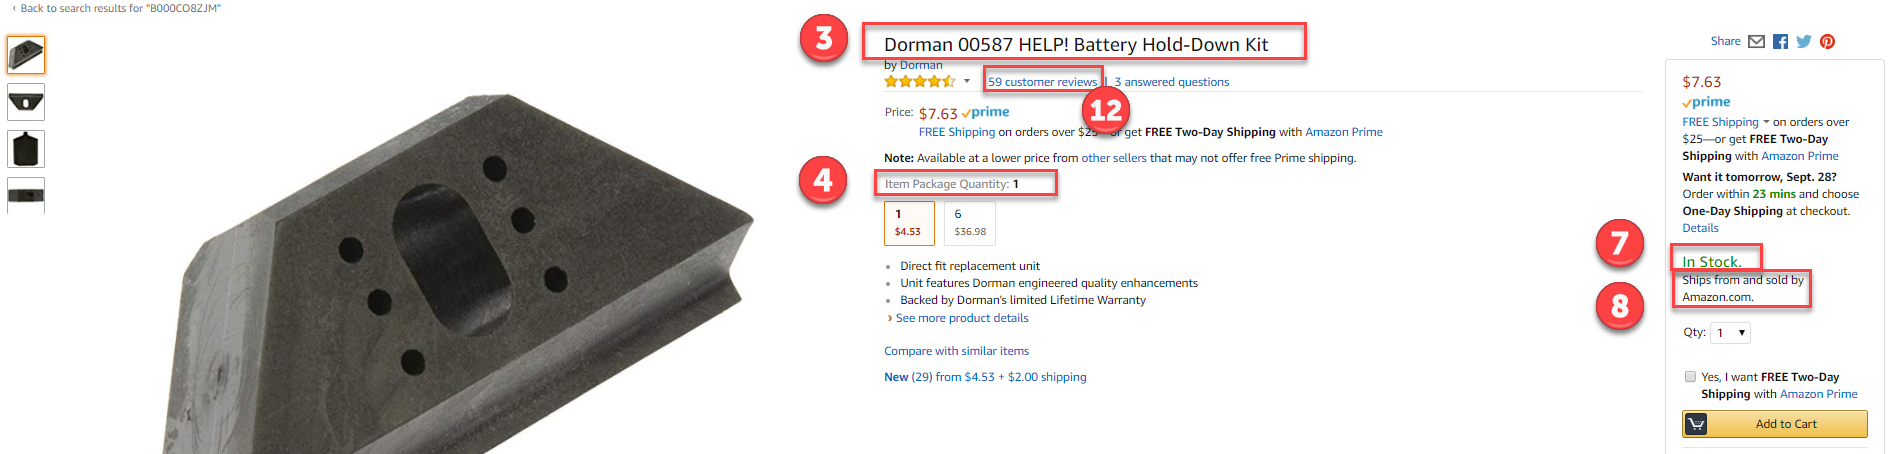 ‹ Back to search results for "B000CO8ZJM"
3
Dorman 00587 HELP! Battery Hold-Down Kit
by Dorman
59 customer reviews | 3 answered questions
12
Price: $7.63 prime
FREE Shipping on orders over $25—or get FREE Two-Day Shipping with Amazon Prime
Note: Available at a lower price from other sellers that may not offer free Prime shipping.
4
Item Package Quantity: 1
1
$4.53
6
$36.98
Direct fit replacement unit
Unit features Dorman engineered quality enhancements
Backed by Dorman's limited Lifetime Warranty
› See more product details
Compare with similar items
New (29) from $4.53 + $2.00 shipping
Share
$7.63
prime
FREE Shipping on orders over
$25—or get FREE Two-Day
Shipping with Amazon Prime
Want it tomorrow, Sept. 28?
Order within 23 mins and choose
One-Day Shipping at checkout.
Details
7
In Stock.
8
Ships from and sold by
Amazon.com.
Qty: 1
Yes, I want FREE Two-Day
Shipping with Amazon Prime
Add to Cart